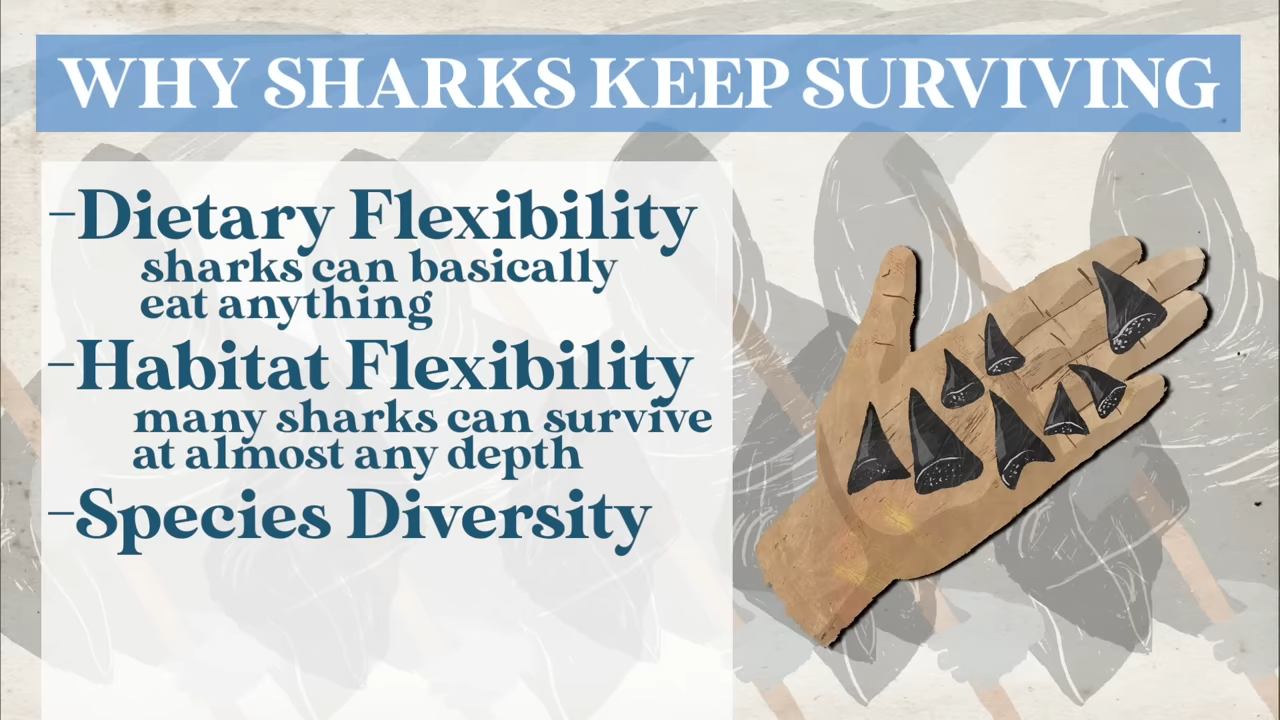 WHY SHARKS KEEP SURVIVING
-Dietary Flexibility
sharks can basically
eat anything
-Habitat Flexibility
many sharks can survive
at almost any depth
-Species Diversity